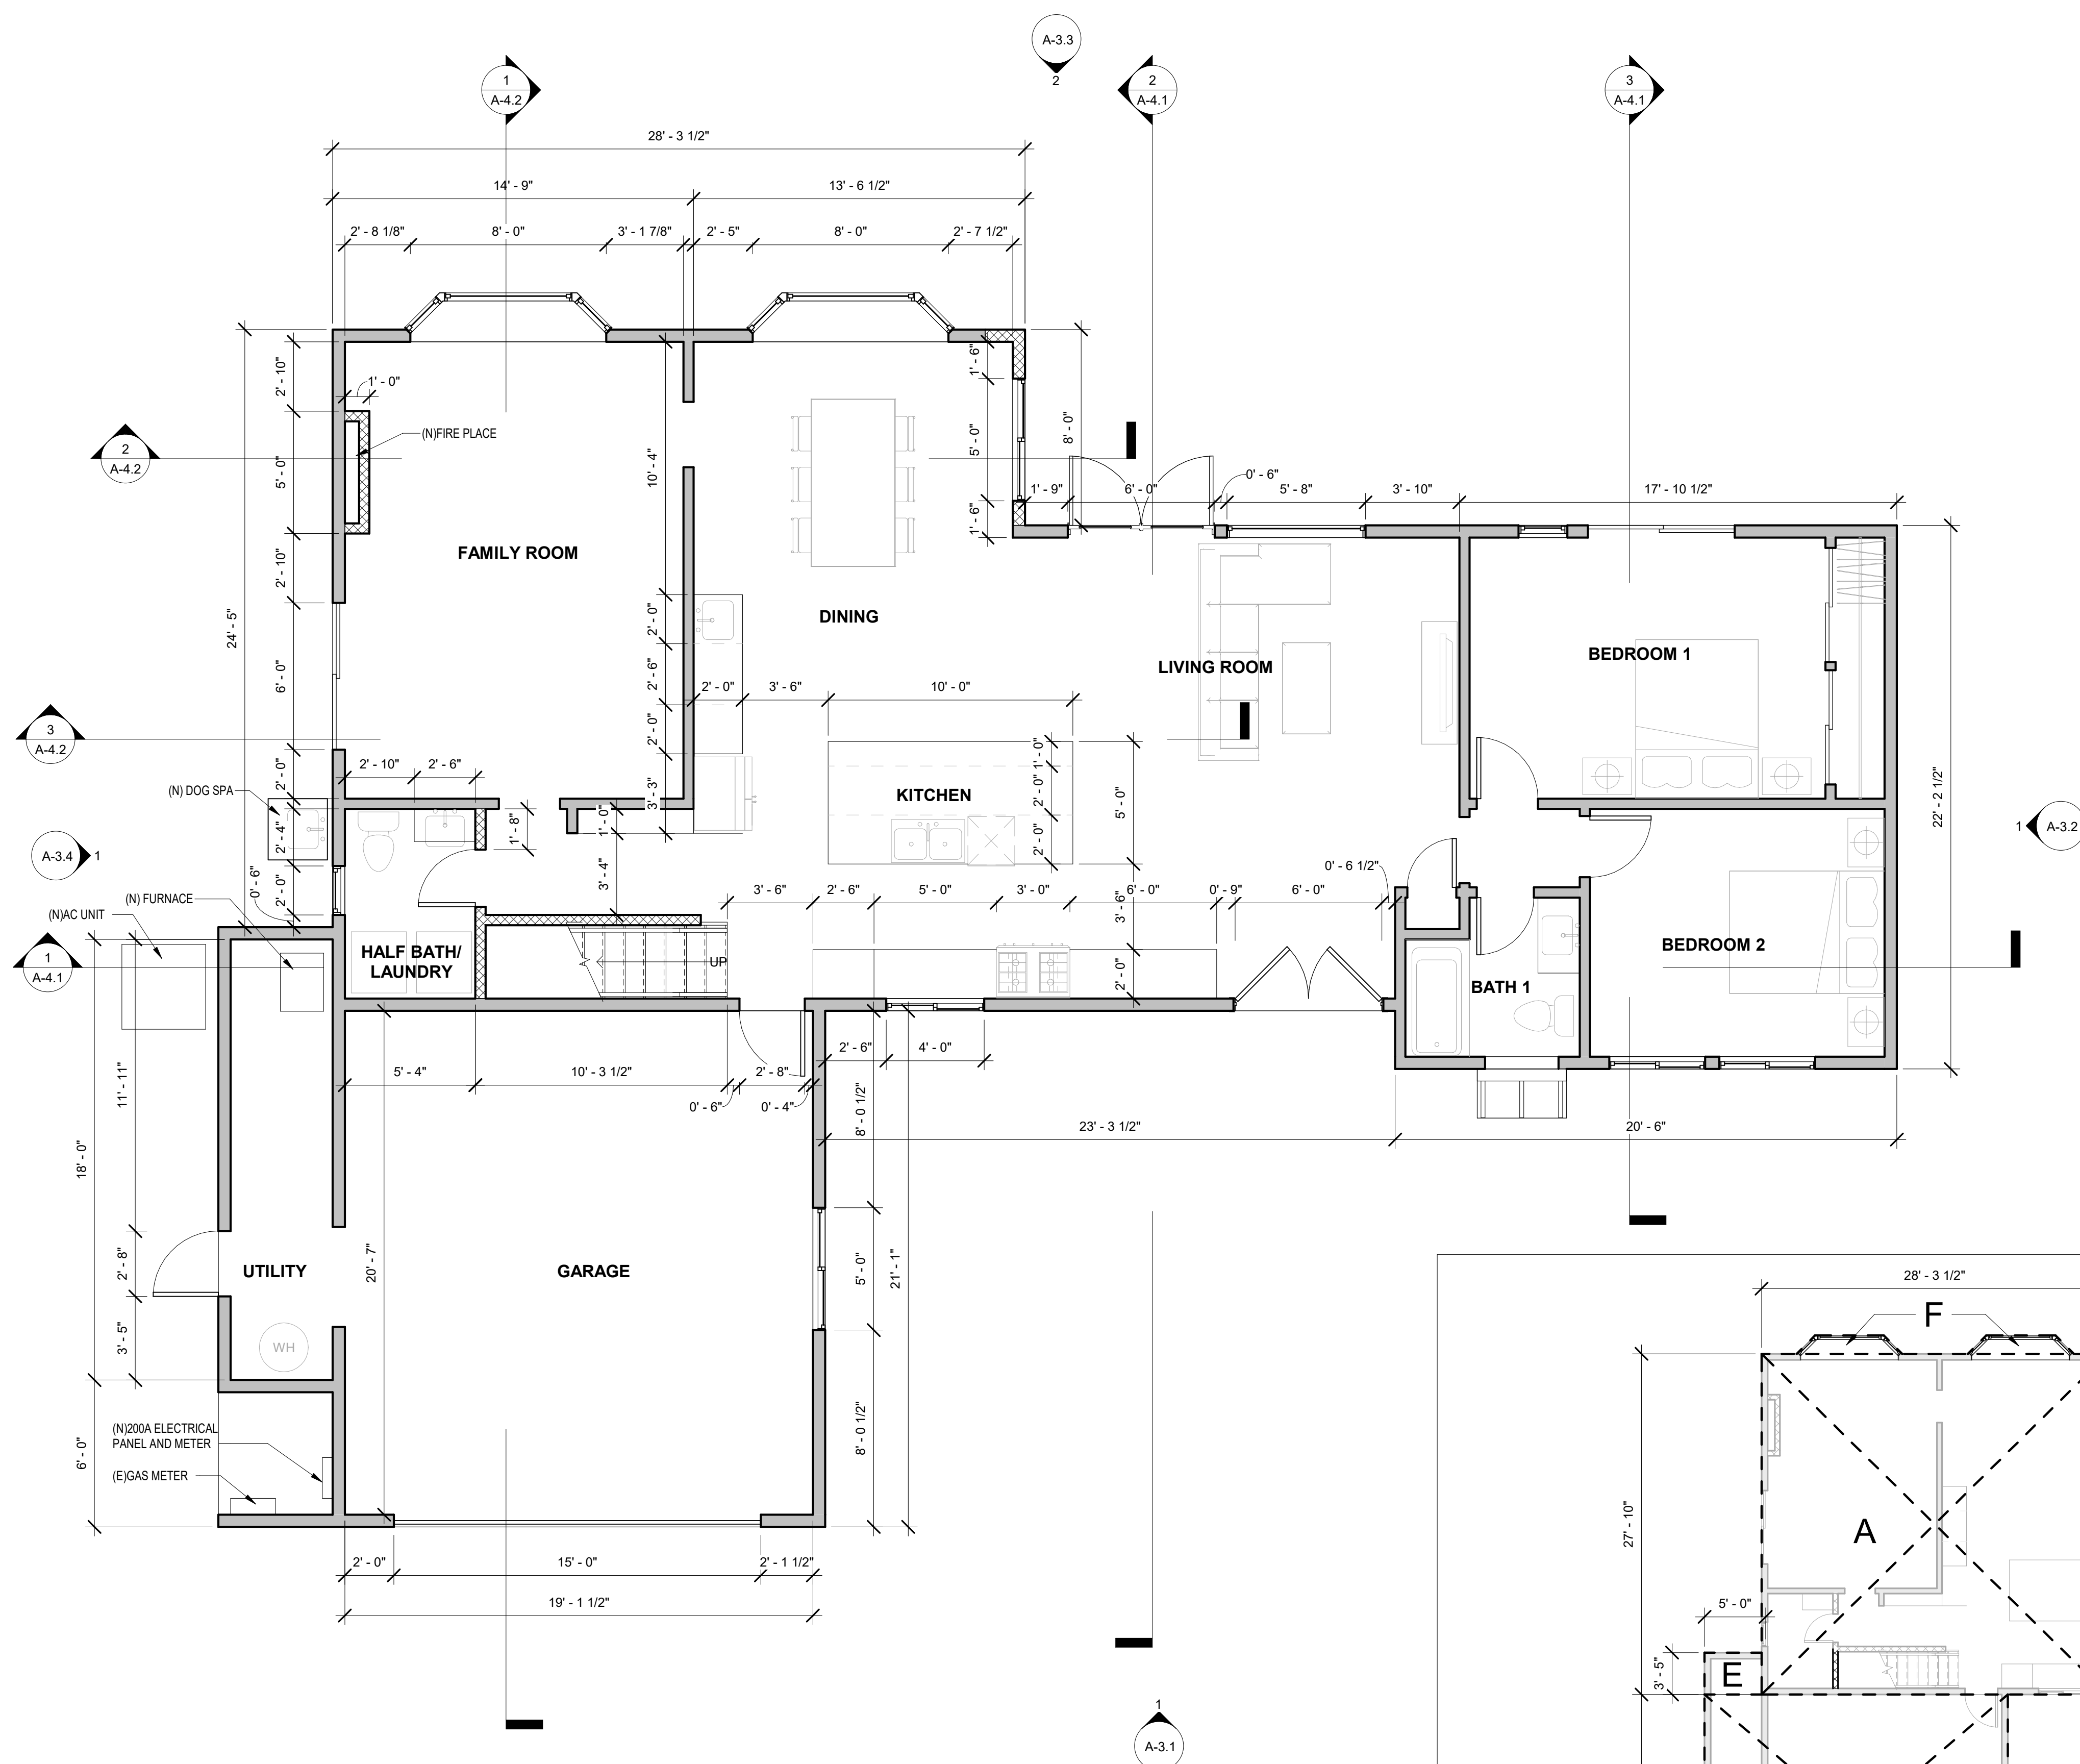 A-3.3
2
1
A-4.2
2
A-4.1
3
A-4.1
28' - 3 1/2"
14' - 9"
13' - 6 1/2"
2' - 8 1/8"
8' - 0"
3' - 1 7/8"
2' - 5"
8' - 0"
2' - 7 1/2"
2' - 10"
1' - 0"
(N)FIRE PLACE
1' - 6"
5' - 0"
8' - 0"
2
A-4.2
5' - 0"
10' - 4"
1' - 6"
1' - 9"
6' - 0"
0' - 6"
5' - 8"
3' - 10"
17' - 10 1/2"
FAMILY ROOM
2' - 10"
24' - 5"
DINING
2' - 0"
6' - 0"
2' - 6"
LIVING ROOM
BEDROOM 1
2' - 0"
3' - 6"
10' - 0"
2' - 0"
3
A-4.2
1' - 0"
2' - 10"
2' - 6"
2' - 0"
3' - 3"
(N) DOG SPA
KITCHEN
2' - 0"
5' - 0"
22' - 2 1/2"
1' - 8"
1' - 0"
2' - 4"
2' - 0"
1
A-3.2
A-3.4
1
3' - 4"
0' - 6 1/2"
0' - 6"
2' - 0"
(N) FURNACE
3' - 6"
2' - 6"
5' - 0"
3' - 0"
6' - 0"
0' - 9"
6' - 0"
3' - 6"
(N)AC UNIT
HALF BATH/
LAUNDRY
UP
BEDROOM 2
1
A-4.1
2' - 0"
BATH 1
2' - 6"
4' - 0"
5' - 4"
10' - 3 1/2"
2' - 8"
0' - 6"
0' - 4"
11' - 11"
8' - 0 1/2"
23' - 3 1/2"
20' - 6"
18' - 0"
2' - 8"
UTILITY
20' - 7"
GARAGE
5' - 0"
21' - 1"
3' - 5"
WH
28' - 3 1/2"
F
(N)200A ELECTRICAL
PANEL AND METER
6' - 0"
8' - 0 1/2"
(E)GAS METER
27' - 10"
A
2' - 0"
15' - 0"
2' - 1 1/2"
19' - 1 1/2"
5' - 0"
3' - 5"
E
1
A-3.1